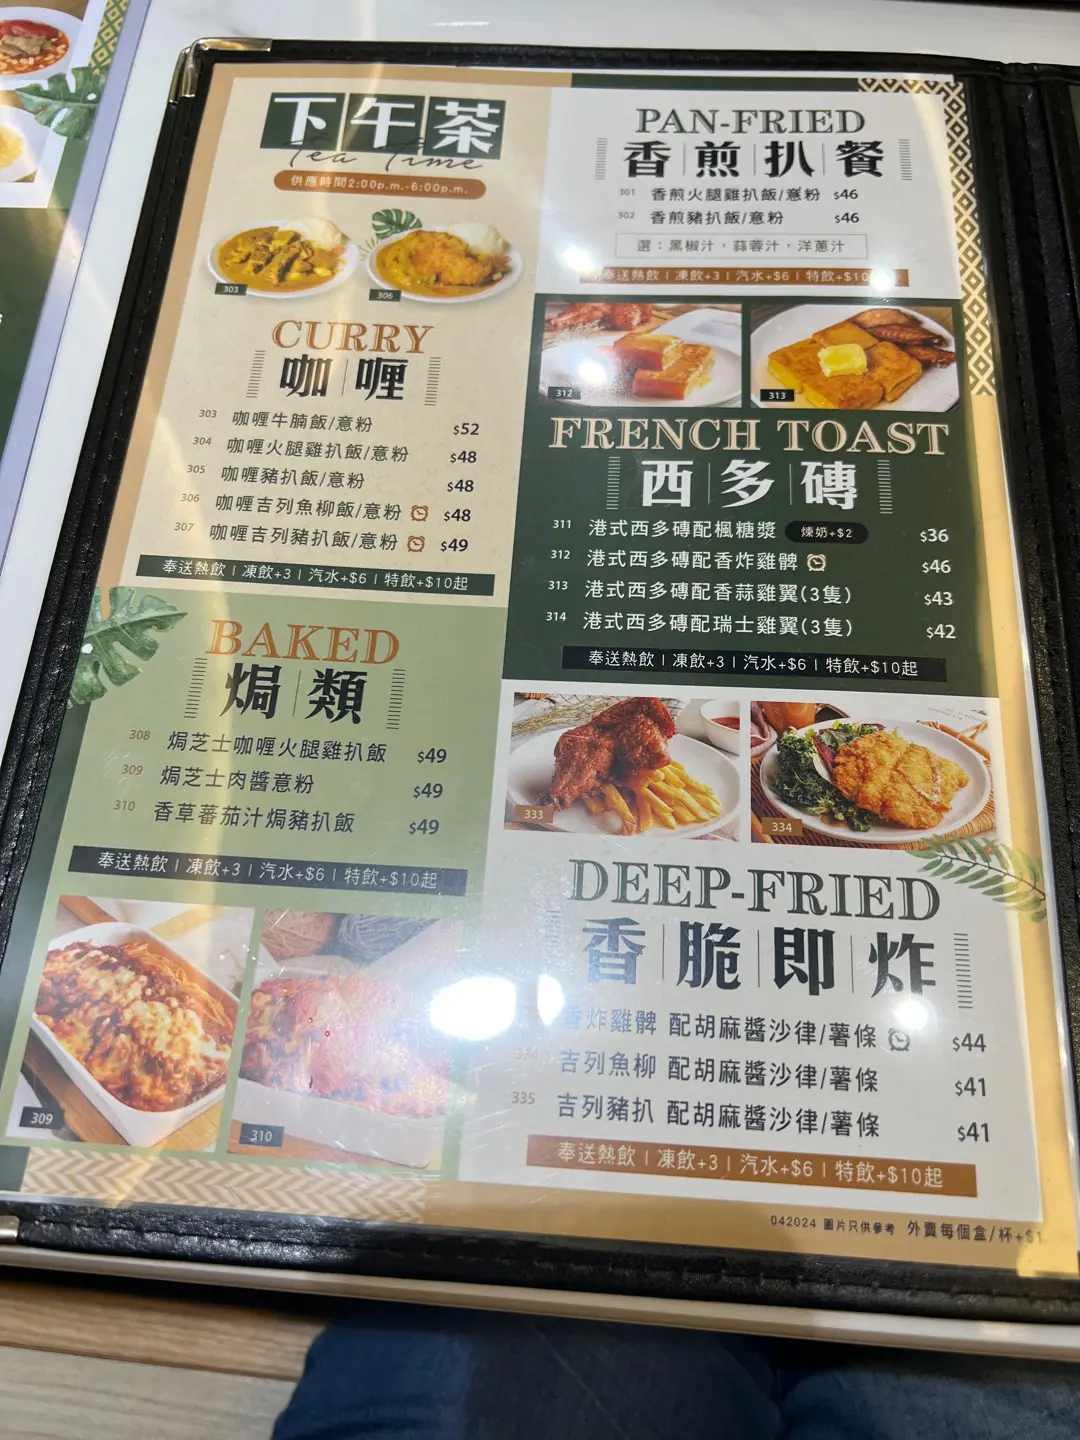 下午茶
Tea Time
供應時間2:00p.m.-6:00p.m.
303
306
CURRY
咖喱
303 咖喱牛腩飯/意粉 $52
304 咖喱火腿雞扒飯/意粉 $48
305 咖喱豬扒飯/意粉 $48
306 咖喱吉列魚柳飯/意粉 $48
307 咖喱吉列豬扒飯/意粉 $49
奉送熱飲 | 凍飲+3 | 汽水+$6 | 特飲+$10起
BAKED
焗類
308 焗芝士咖喱火腿雞扒飯 $49
309 焗芝士肉醬意粉 $49
310 香草蕃茄汁焗豬扒飯 $49
奉送熱飲 | 凍飲+3 | 汽水+$6 | 特飲+$10起
309
310
PAN-FRIED
香煎扒餐
301 香煎火腿雞扒飯/意粉 $46
302 香煎豬扒飯/意粉 $46
選：黑椒汁，蒜蓉汁，洋蔥汁
奉送熱飲 | 凍飲+3 | 汽水+$6 | 特飲+$10
312
313
FRENCH TOAST
西多磚
311 港式西多磚配楓糖漿 煉奶+$2 $36
312 港式西多磚配香炸雞髀 $46
313 港式西多磚配香蒜雞翼(3隻) $43
314 港式西多磚配瑞士雞翼(3隻) $42
奉送熱飲 | 凍飲+3 | 汽水+$6 | 特飲+$10起
333
334
DEEP-FRIED
香脆即炸
香炸雞髀 配胡麻醬沙律/薯條 $44
334 吉列魚柳 配胡麻醬沙律/薯條 $41
335 吉列豬扒 配胡麻醬沙律/薯條 $41
奉送熱飲 | 凍飲+3 | 汽水+$6 | 特飲+$10起
042024 圖片只供參考 外賣每個盒/杯+$1